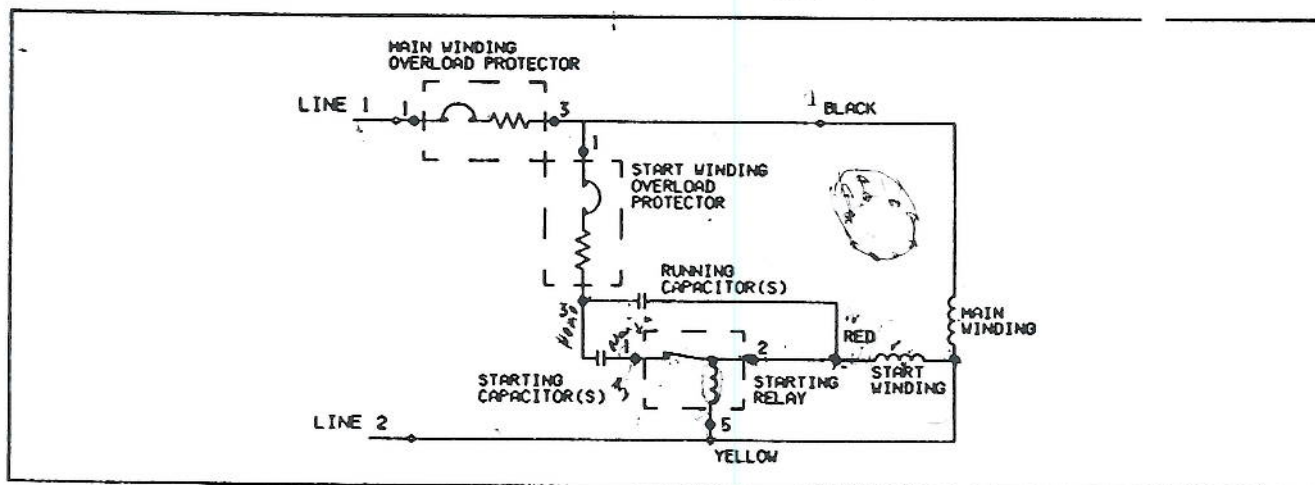 MAIN WINDING
OVERLOAD PROTECTOR
LINE 1
1
3
BLACK
1
START WINDING
OVERLOAD
PROTECTOR
RUNNING
CAPACITOR(S)
3
RED
MAIN
WINDING
1
2
START
WINDING
STARTING
CAPACITOR(S)
STARTING
RELAY
5
LINE 2
YELLOW